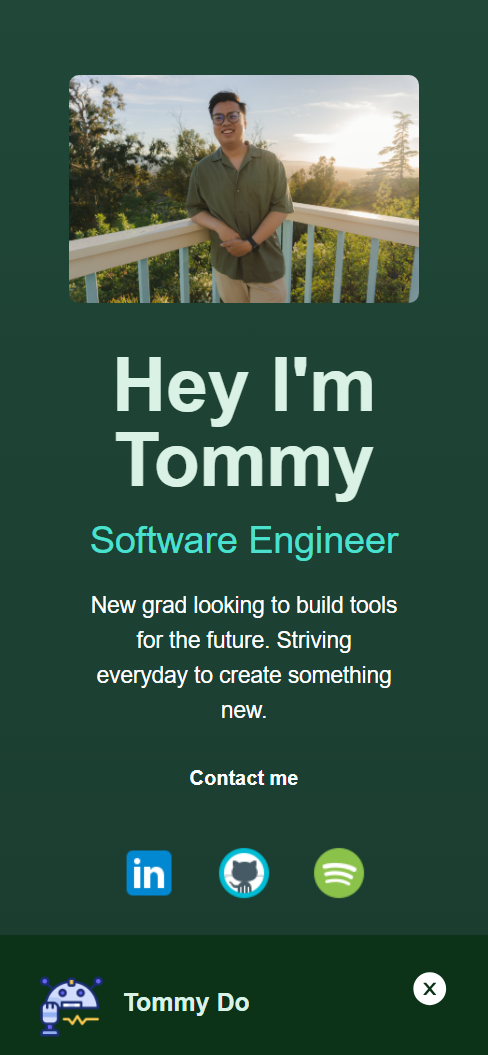 Hey I'm
Tommy
Software Engineer
New grad looking to build tools
for the future. Striving
everyday to create something
new.
Contact me
in
Tommy Do
X